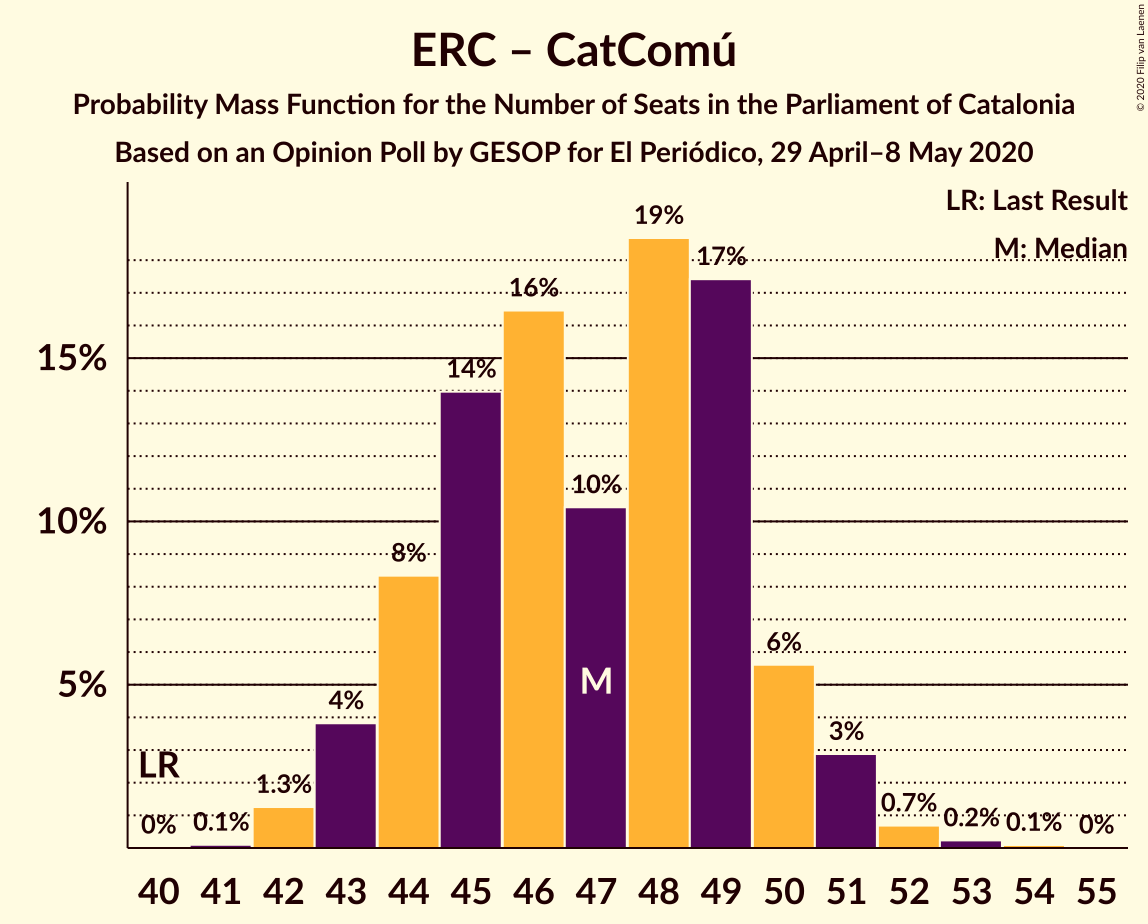 ERC – CatComú
Probability Mass Function for the Number of Seats in the Parliament of Catalonia
Based on an Opinion Poll by GESOP for El Periódico, 29 April–8 May 2020
© 2020 Filip van Laenen
LR: Last Result
M: Median
19%
17%
16%
15%
14%
10%
10%
8%
6%
5%
M
4%
3%
LR
1.3%
0.7%
0% 0.1% 0.2% 0.1% 0%
40 41 42 43 44 45 46 47 48 49 50 51 52 53 54 55